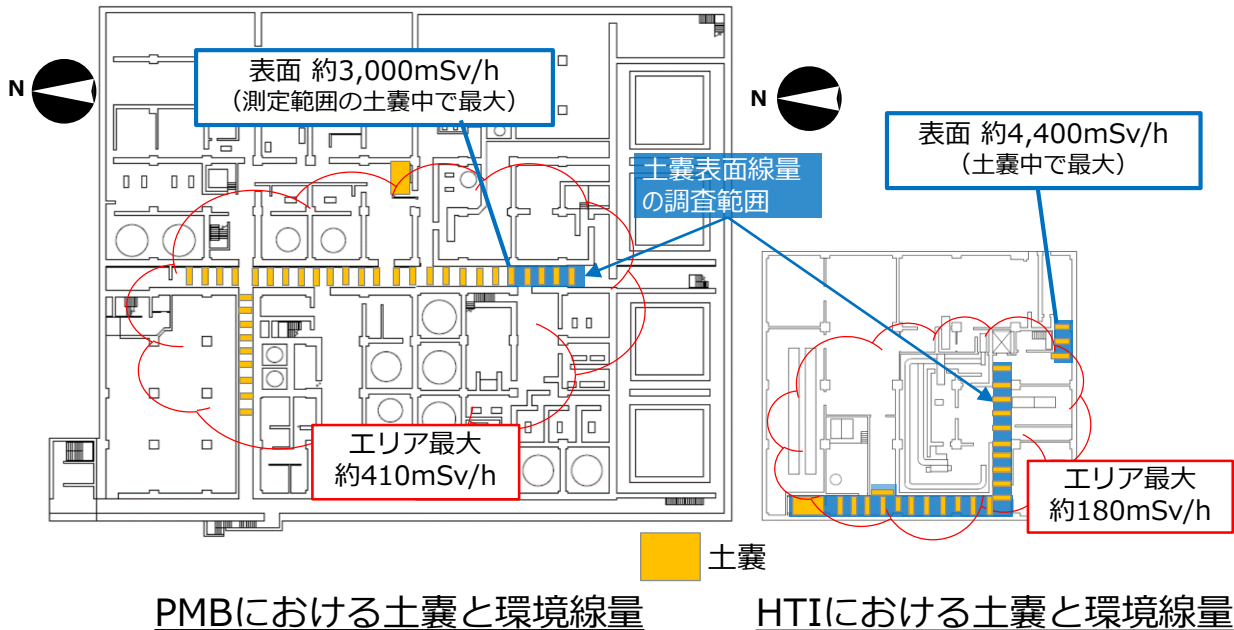 N
表面 約3,000mSv/h
（測定範囲の土嚢中で最大）
N
表面 約4,400mSv/h
（土嚢中で最大）
土嚢表面線量
の調査範囲
エリア最大
約410mSv/h
エリア最大
約180mSv/h
土嚢
PMBにおける土嚢と環境線量
HTIにおける土嚢と環境線量